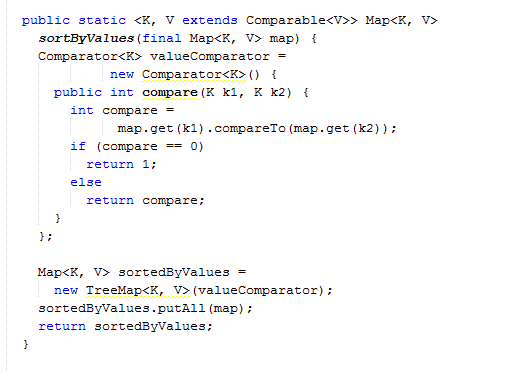 public static <K, V extends Comparable<V>> Map<K, V>
sortByValues(final Map<K, V> map) {
Comparator<K> valueComparator =
new Comparator<K>() {
public int compare(K k1, K k2) {
int compare =
map.get(k1).compareTo(map.get(k2));
if (compare == 0)
return 1;
else
return compare;
}
};
Map<K, V> sortedByValues =
new TreeMap<K, V>(valueComparator);
sortedByValues.putAll(map);
return sortedByValues;
}